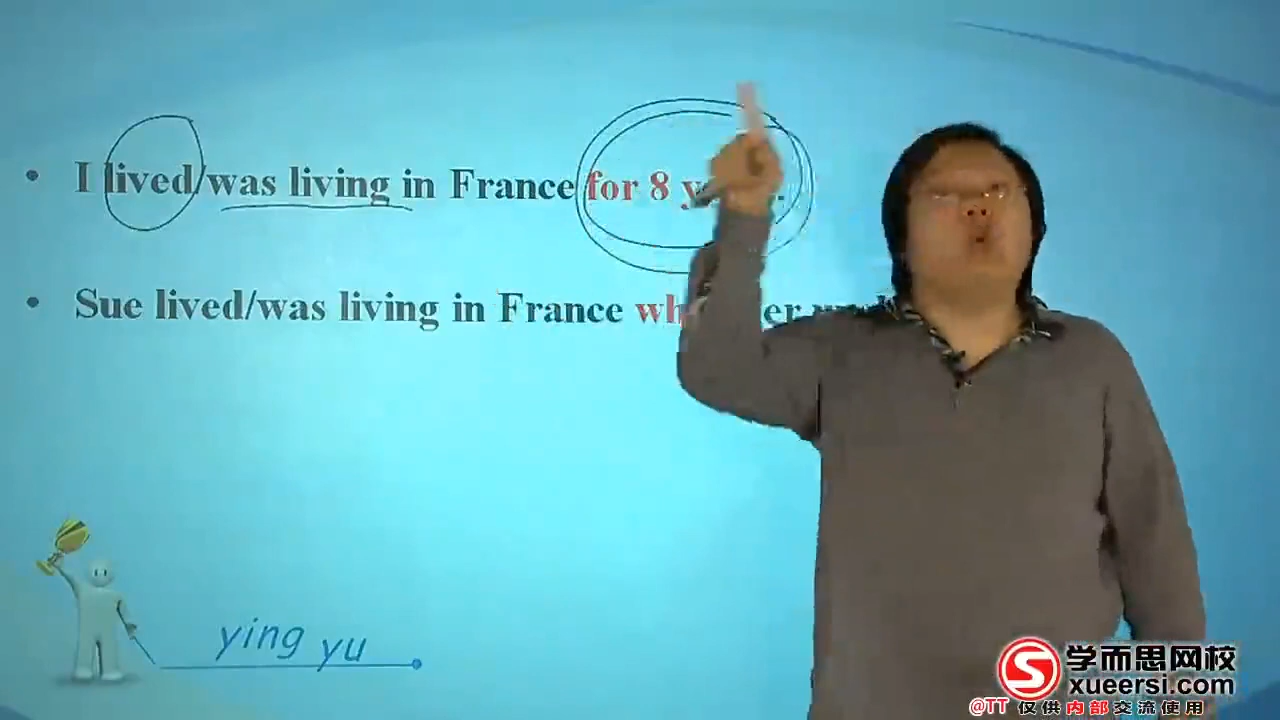 I lived/was living in France for 8
Sue lived/was living in France er
ying yu
学而思网校
xueersi.com
@TT 仅供内部交流使用